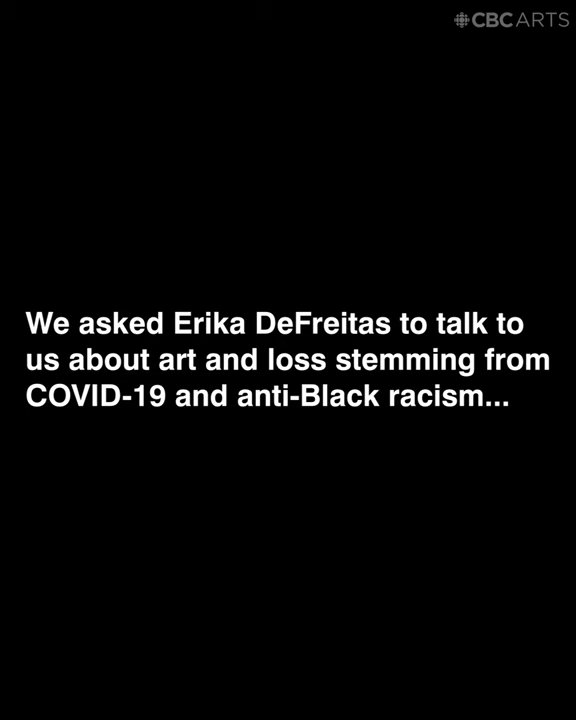 CBC ARTS
We asked Erika DeFreitas to talk to
us about art and loss stemming from
COVID-19 and anti-Black racism...